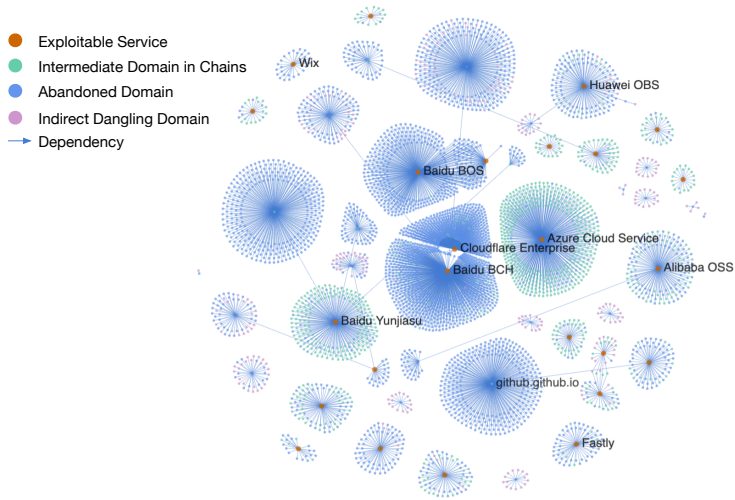 Exploitable Service
Intermediate Domain in Chains
Abandoned Domain
Indirect Dangling Domain
Dependency
Wix
Huawei OBS
Baidu BOS
Azure Cloud Service
Cloudflare Enterprise
Baidu BCH
Alibaba OSS
Baidu Yunjiasu
github.github.io
Fastly